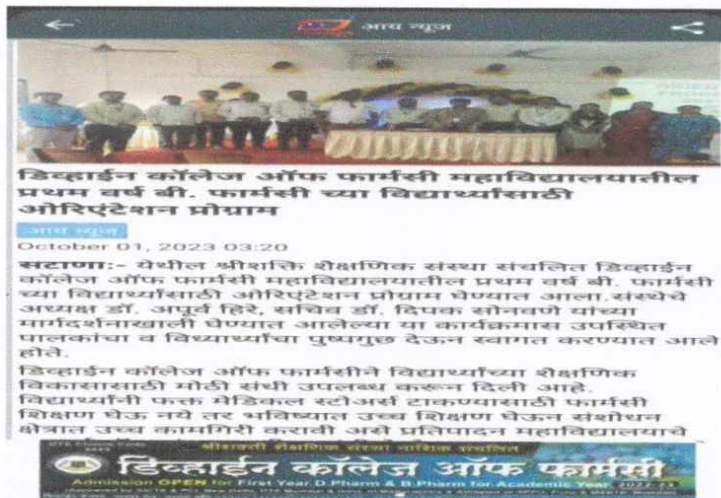 आय न्यूज
डिव्हाईन कॉलेज ऑफ फार्मसी महाविद्यालयातील
प्रथम वर्ष बी. फार्मसी च्या विद्यार्थ्यांसाठी
ओरिएंटेशन प्रोग्राम
आय न्यूज
October 01, 2023 03:20
सटाणा:- येथील श्रीशक्ति शैक्षणिक संस्था संचलित डिव्हाईन
कॉलेज ऑफ फार्मसी महाविद्यालयातील प्रथम वर्ष बी. फार्मसी
च्या विद्यार्थ्यांसाठी ओरिएंटेशन प्रोग्राम घेण्यात आला.संस्थेचे
अध्यक्ष डॉ. अपूर्व हिरे, सचिव डॉ. दिपक सोनवणे यांच्या
मार्गदर्शनाखाली घेण्यात आलेल्या या कार्यक्रमास उपस्थित
पालकांचा व विध्यार्थ्यांचा पुष्पगुछ देऊन स्वागत करण्यात आले
होते.
डिव्हाईन कॉलेज ऑफ फार्मसीने विद्यार्थ्यांच्या शैक्षणिक
विकासासाठी मोठी संधी उपलब्ध करून दिली आहे.
विद्यार्थ्यांनी फक्त मेडिकल स्टोअर्स टाकण्यासाठी फार्मसी
शिक्षण घेऊ नये तर भविष्यात उच्च शिक्षण घेऊन संशोधन
क्षेत्रात उच्च कामगिरी करावी असे प्रतिपादन महाविद्यालयाचे
श्रीशक्ती शैक्षणिक संस्था नाशिक संचलित
डिव्हाईन कॉलेज ऑफ फार्मसी
Admission OPEN for First Year.D.Pharm & B.Pharm for Academic Year 2022-23